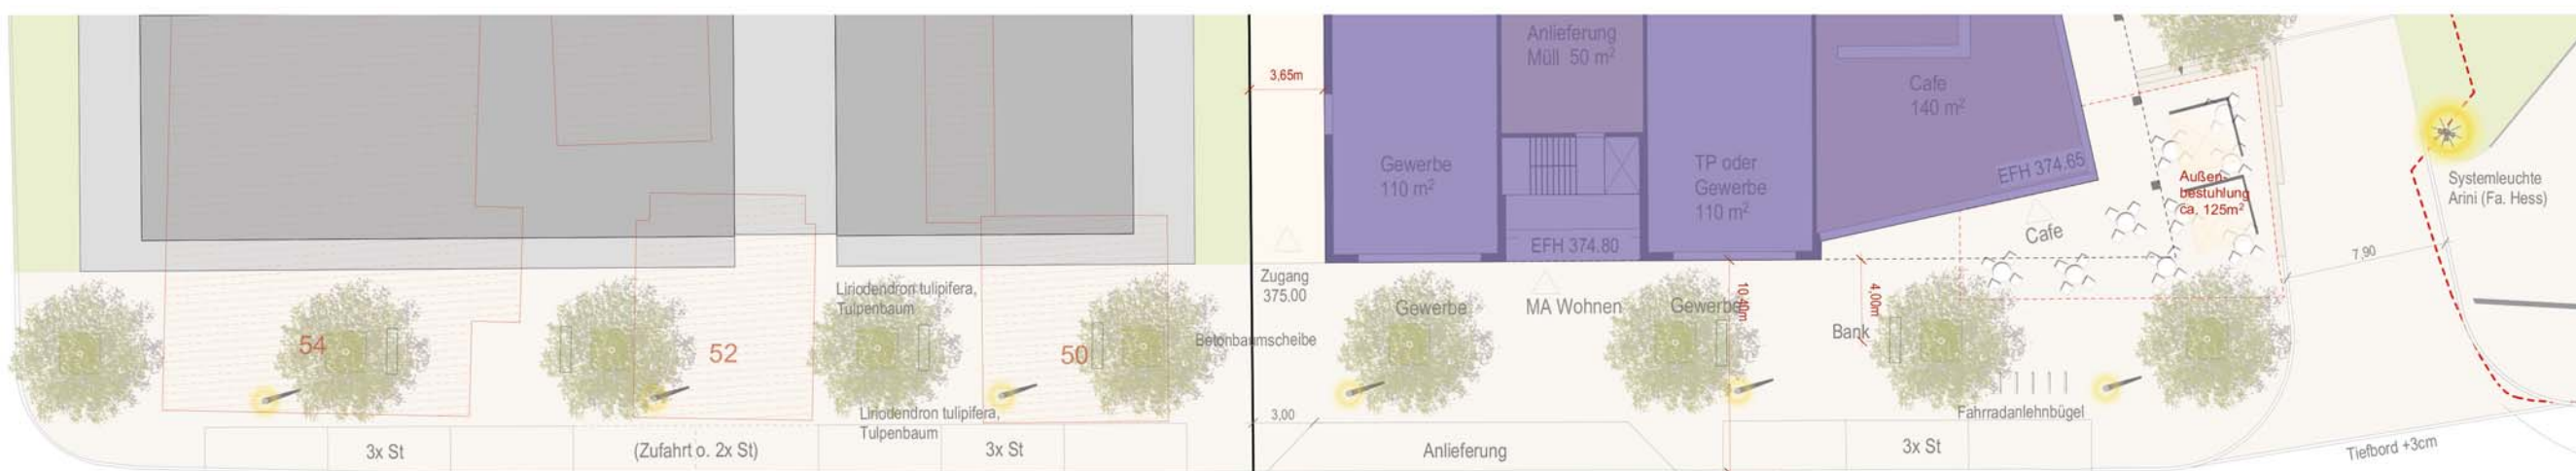 3,65m
Anlieferung
Müll 50 m²
Cafe
140 m²
Gewerbe
110 m²
TP oder
Gewerbe
110 m²
EFH 374.65
Außen-
bestuhlung
ca. 125m²
Systemleuchte
Arini (Fa. Hess)
EFH 374.80
Cafe
7,90
Zugang
375.00
Liriodendron tulipifera,
Tulpenbaum
Gewerbe
MA Wohnen
Gewerbe
10,40m
4,00m
Bank
Betonbaumscheibe
54
52
50
Liriodendron tulipifera,
Tulpenbaum
3,00
Fahrradanlehnbügel
3x St
(Zufahrt o. 2x St)
3x St
Anlieferung
3x St
Tiefbord +3cm